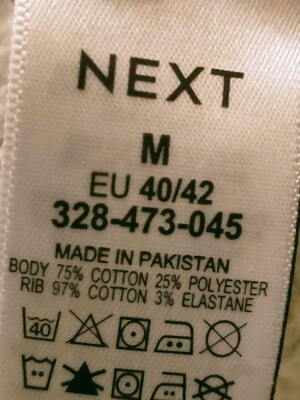 NEXT
M
EU 40/42
328-473-045
MADE IN PAKISTAN
BODY 75% COTTON 25% POLYESTER
RIB 97% COTTON 3% ELASTANE
40